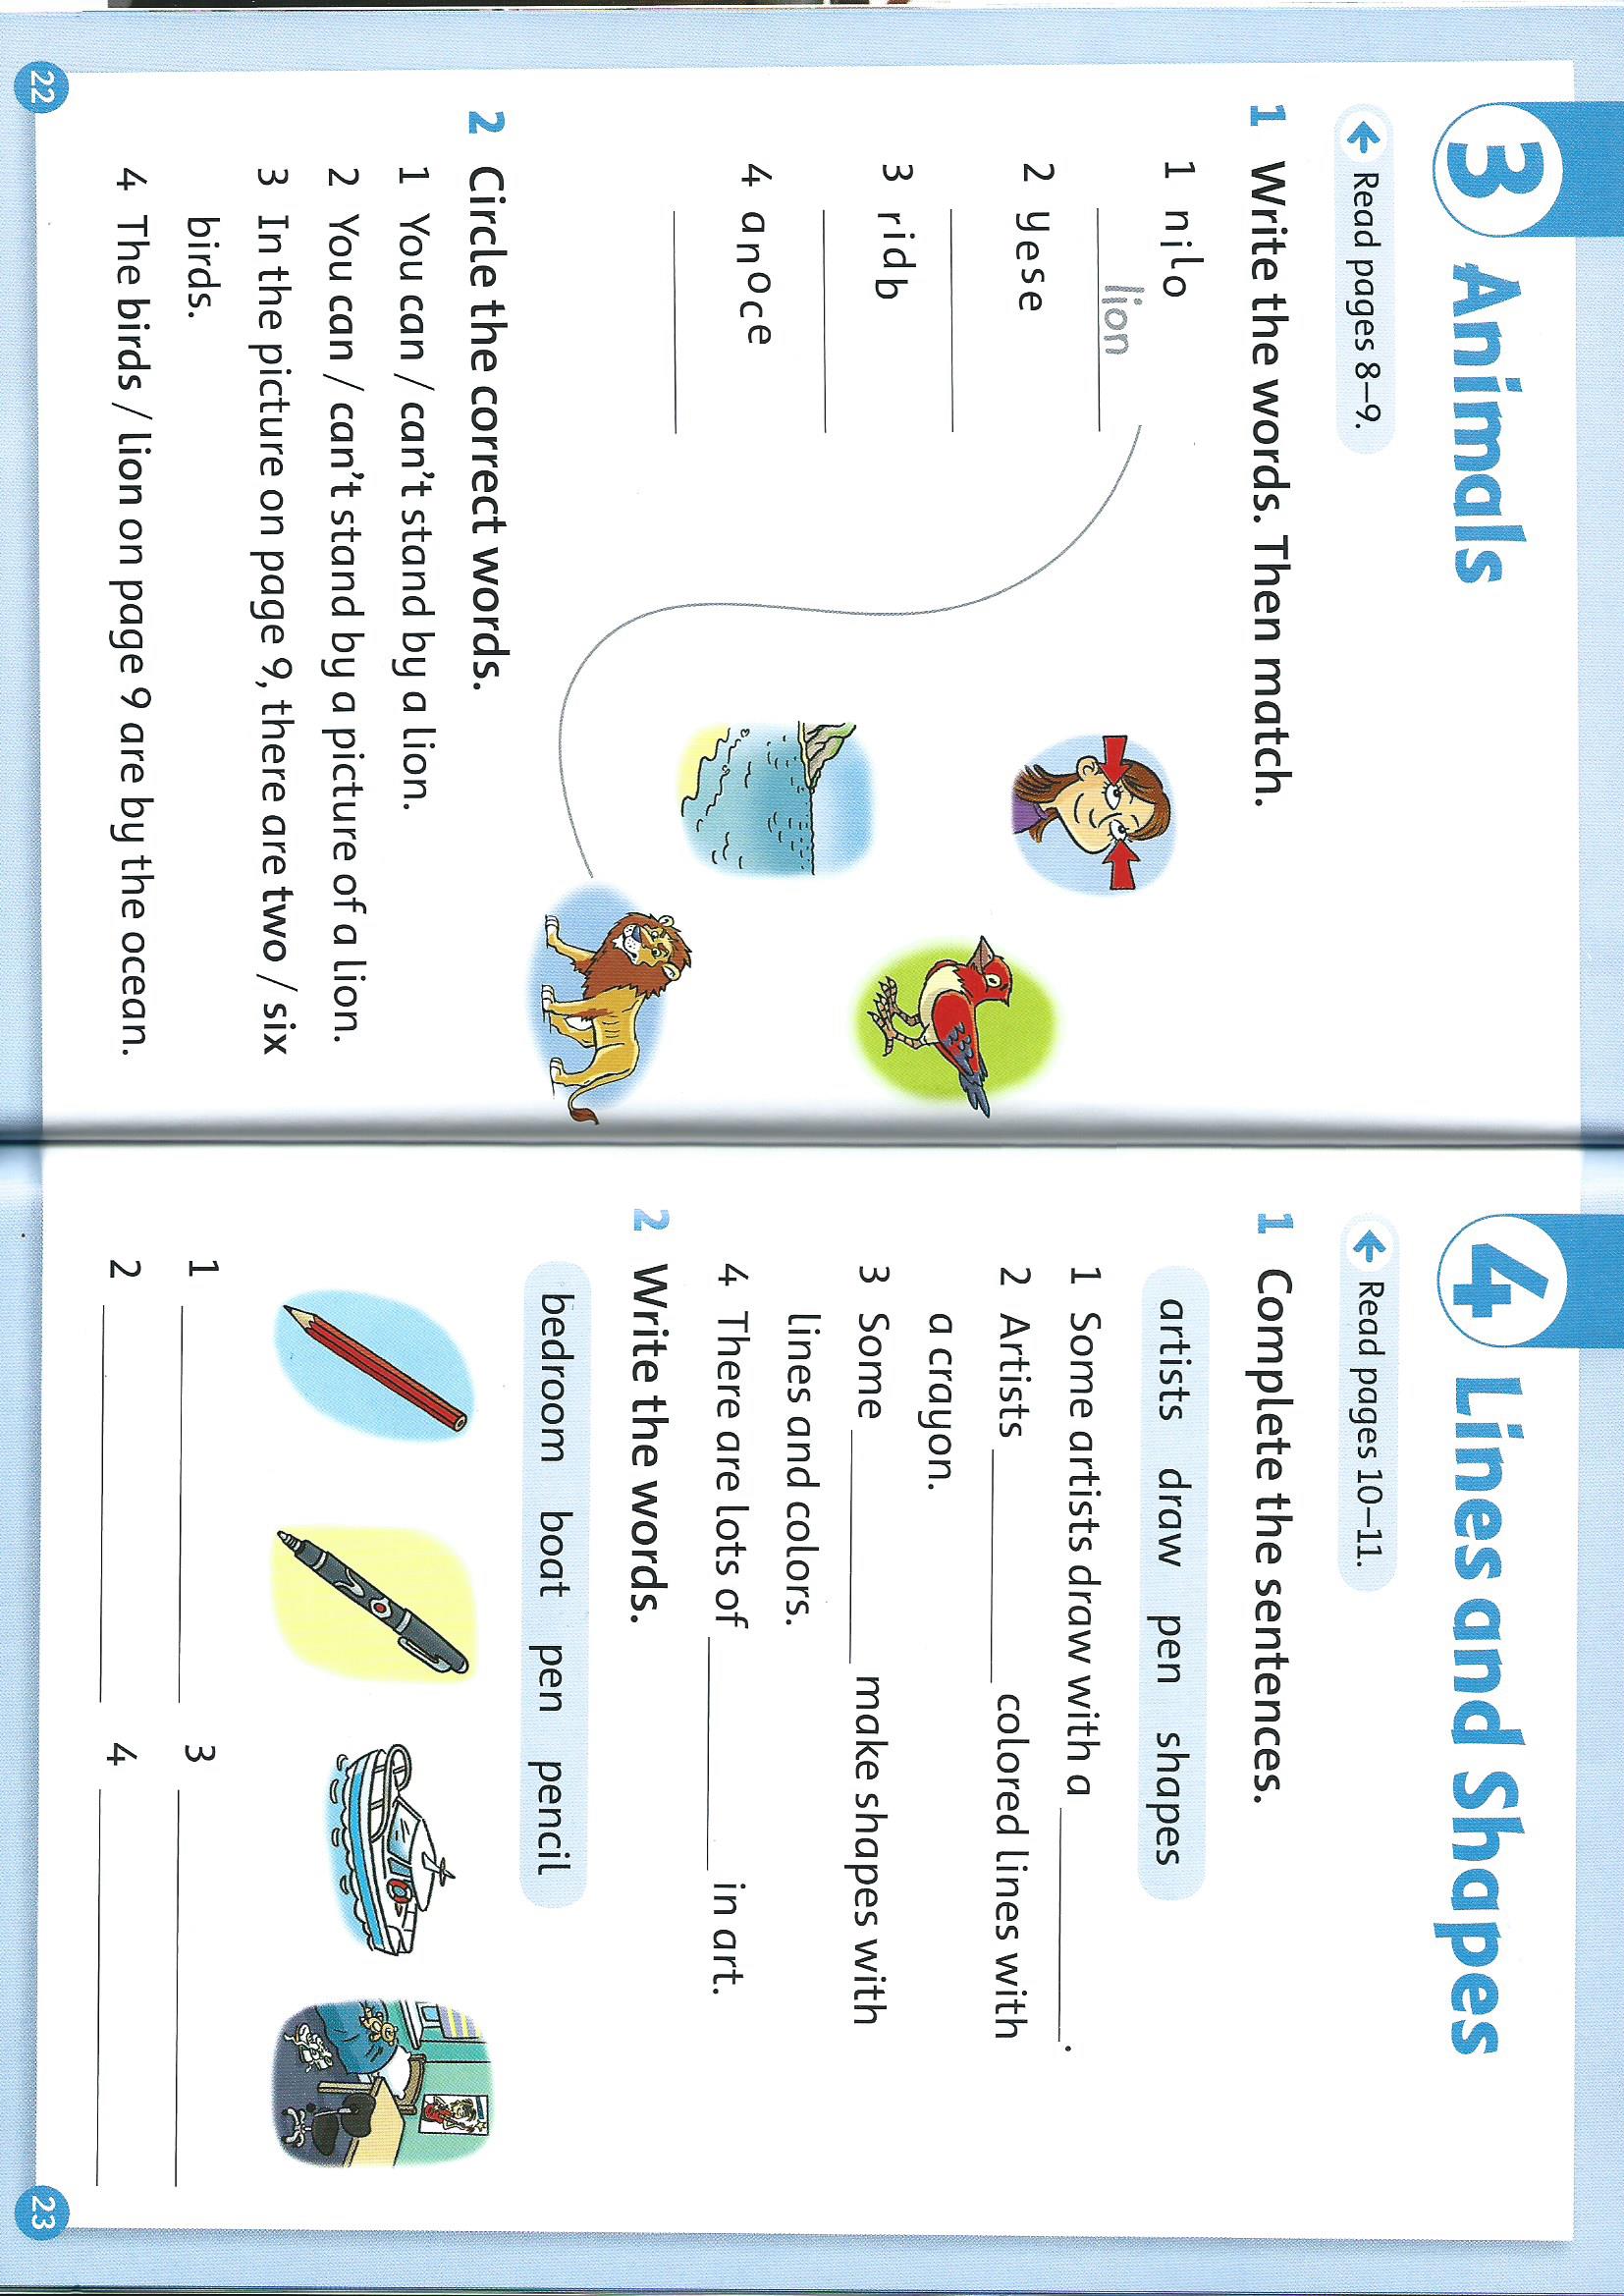 3 Animals
← Read pages 8–9.
1 Write the words. Then match.
1 nilo
lion
2 yese
3 ridb
4 anoce
2 Circle the correct words.
1 You can / can't stand by a lion.
2 You can / can't stand by a picture of a lion.
3 In the picture on page 9, there are two / six
birds.
4 The birds / lion on page 9 are by the ocean.
22
4 Lines and Shapes
← Read pages 10–11.
1 Complete the sentences.
artists draw pen shapes
1 Some artists draw with a ______.
2 Artists ______ colored lines with
a crayon.
3 Some ______ make shapes with
lines and colors.
4 There are lots of ______ in art.
2 Write the words.
bedroom boat pen pencil
1 ______ 3 ______
2 ______ 4 ______
23